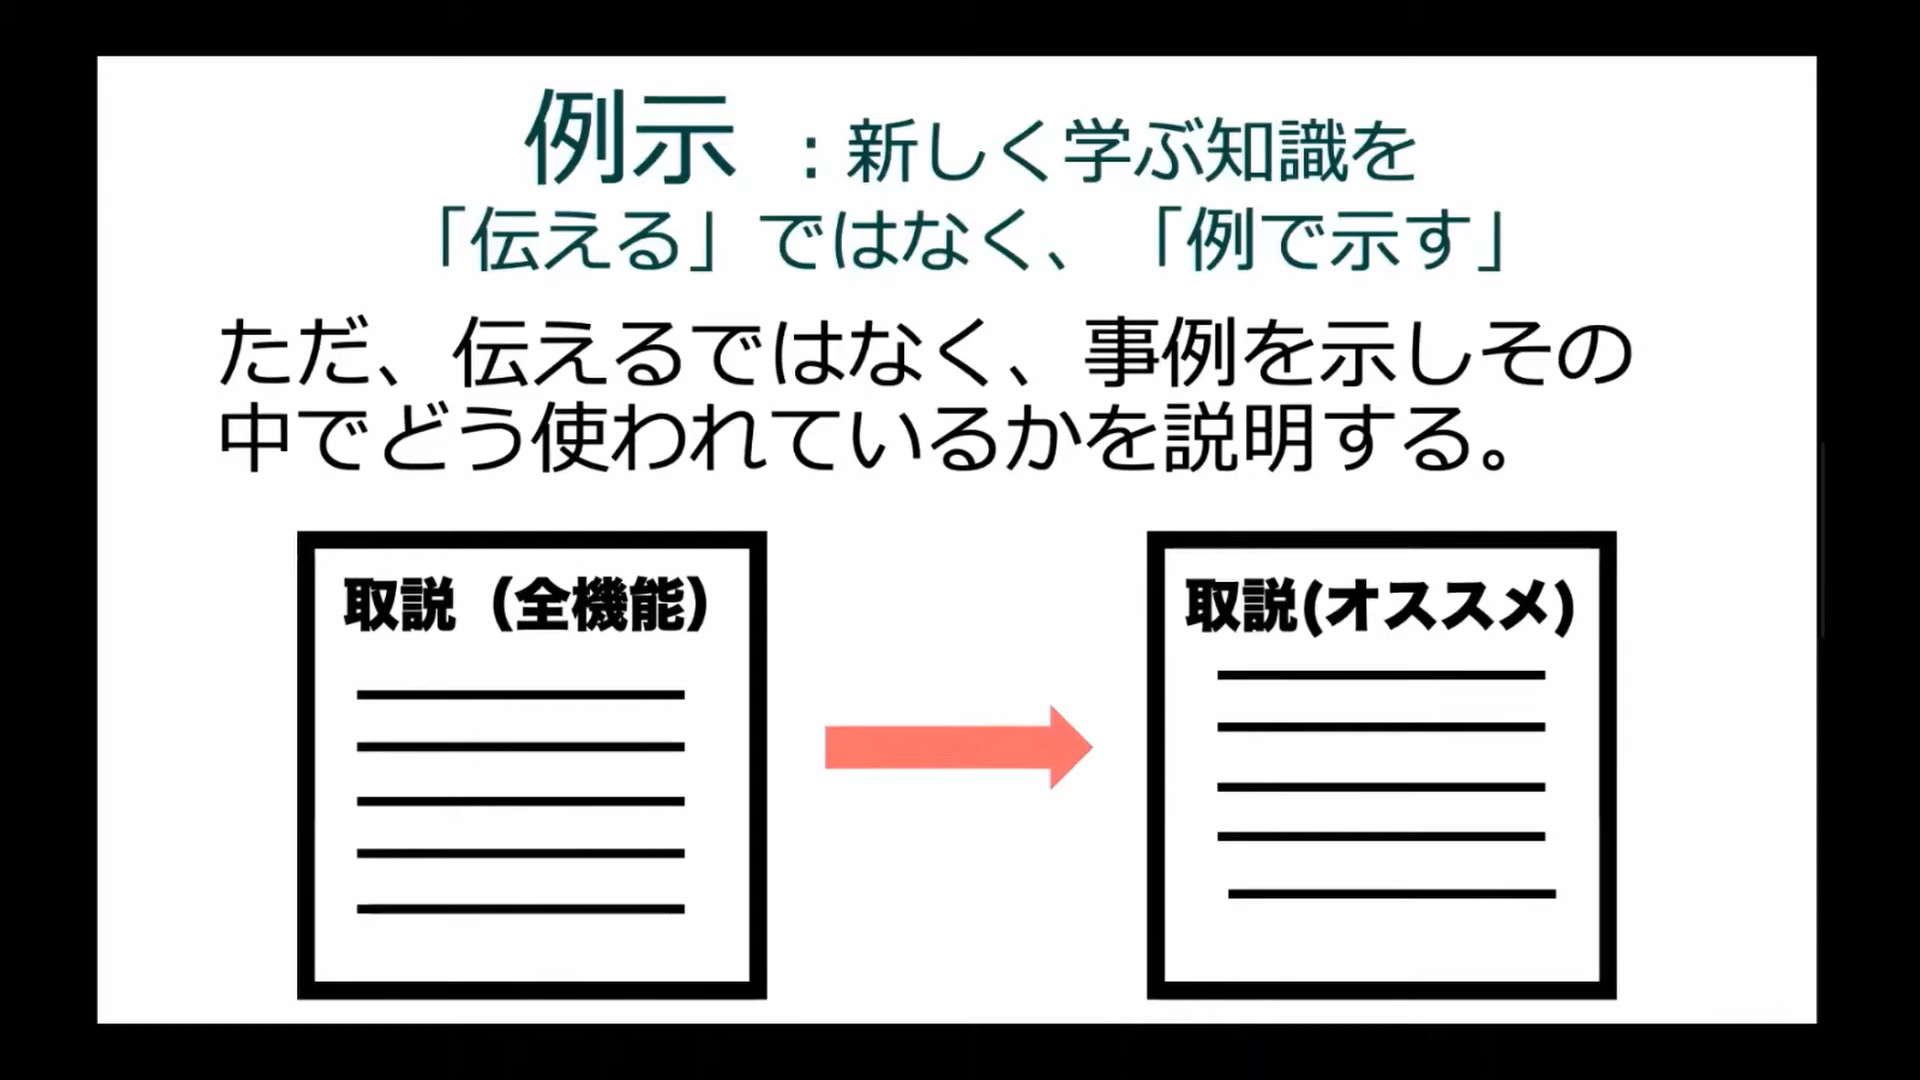 例示 ：新しく学ぶ知識を
「伝える」ではなく、「例で示す」
ただ、伝えるではなく、事例を示しその
中でどう使われているかを説明する。
取説（全機能）
取説(オススメ)